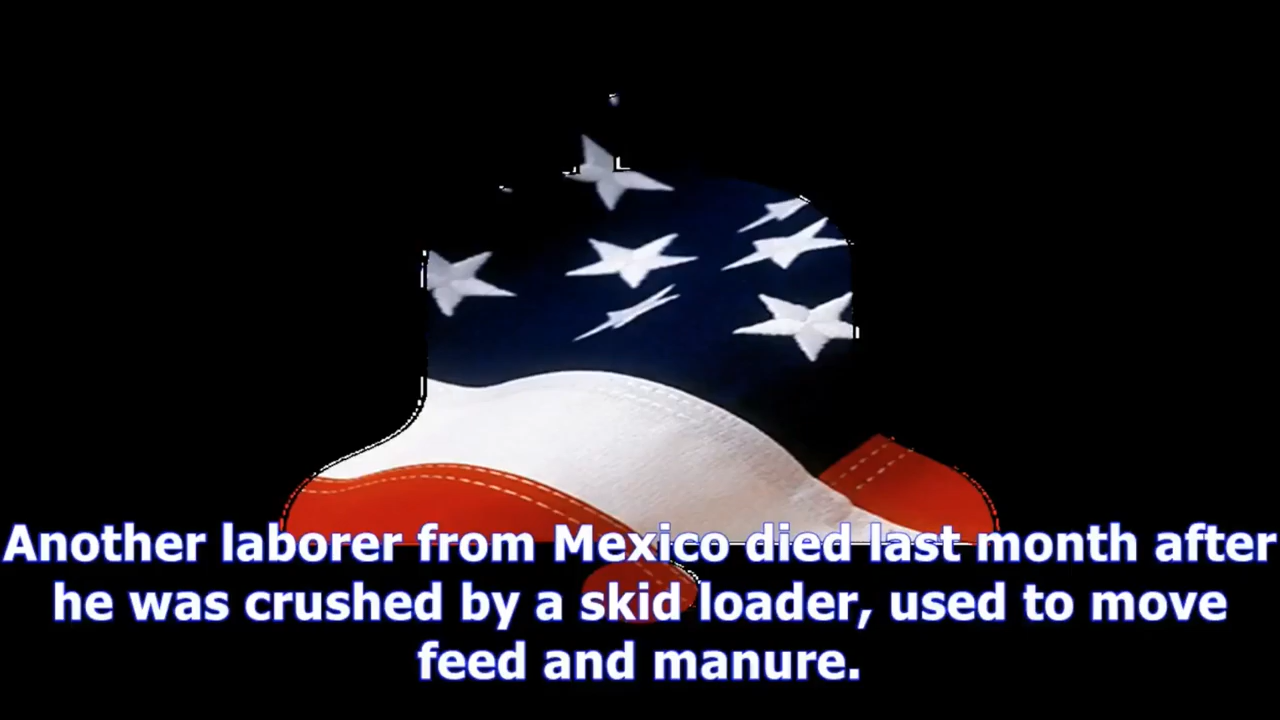 Another laborer from Mexico died last month after
he was crushed by a skid loader, used to move
feed and manure.